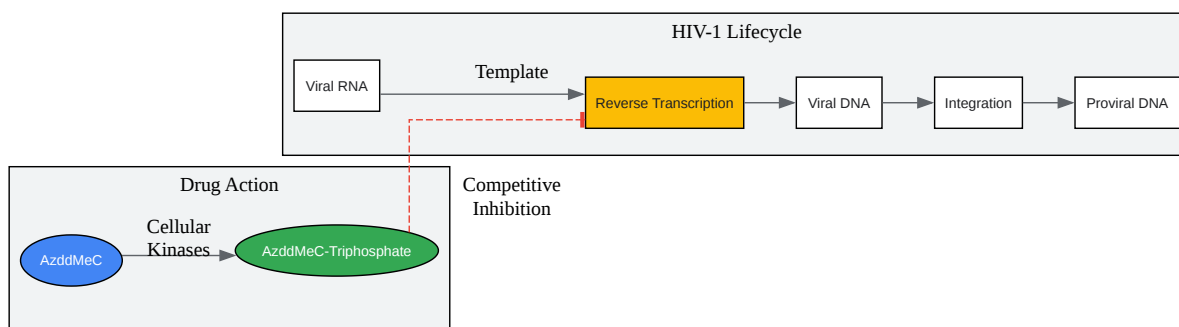 HIV-1 Lifecycle
Viral RNA
Template
Reverse Transcription
Viral DNA
Integration
Proviral DNA
Competitive
Inhibition
Drug Action
AzddMeC
Cellular
Kinases
AzddMeC-Triphosphate